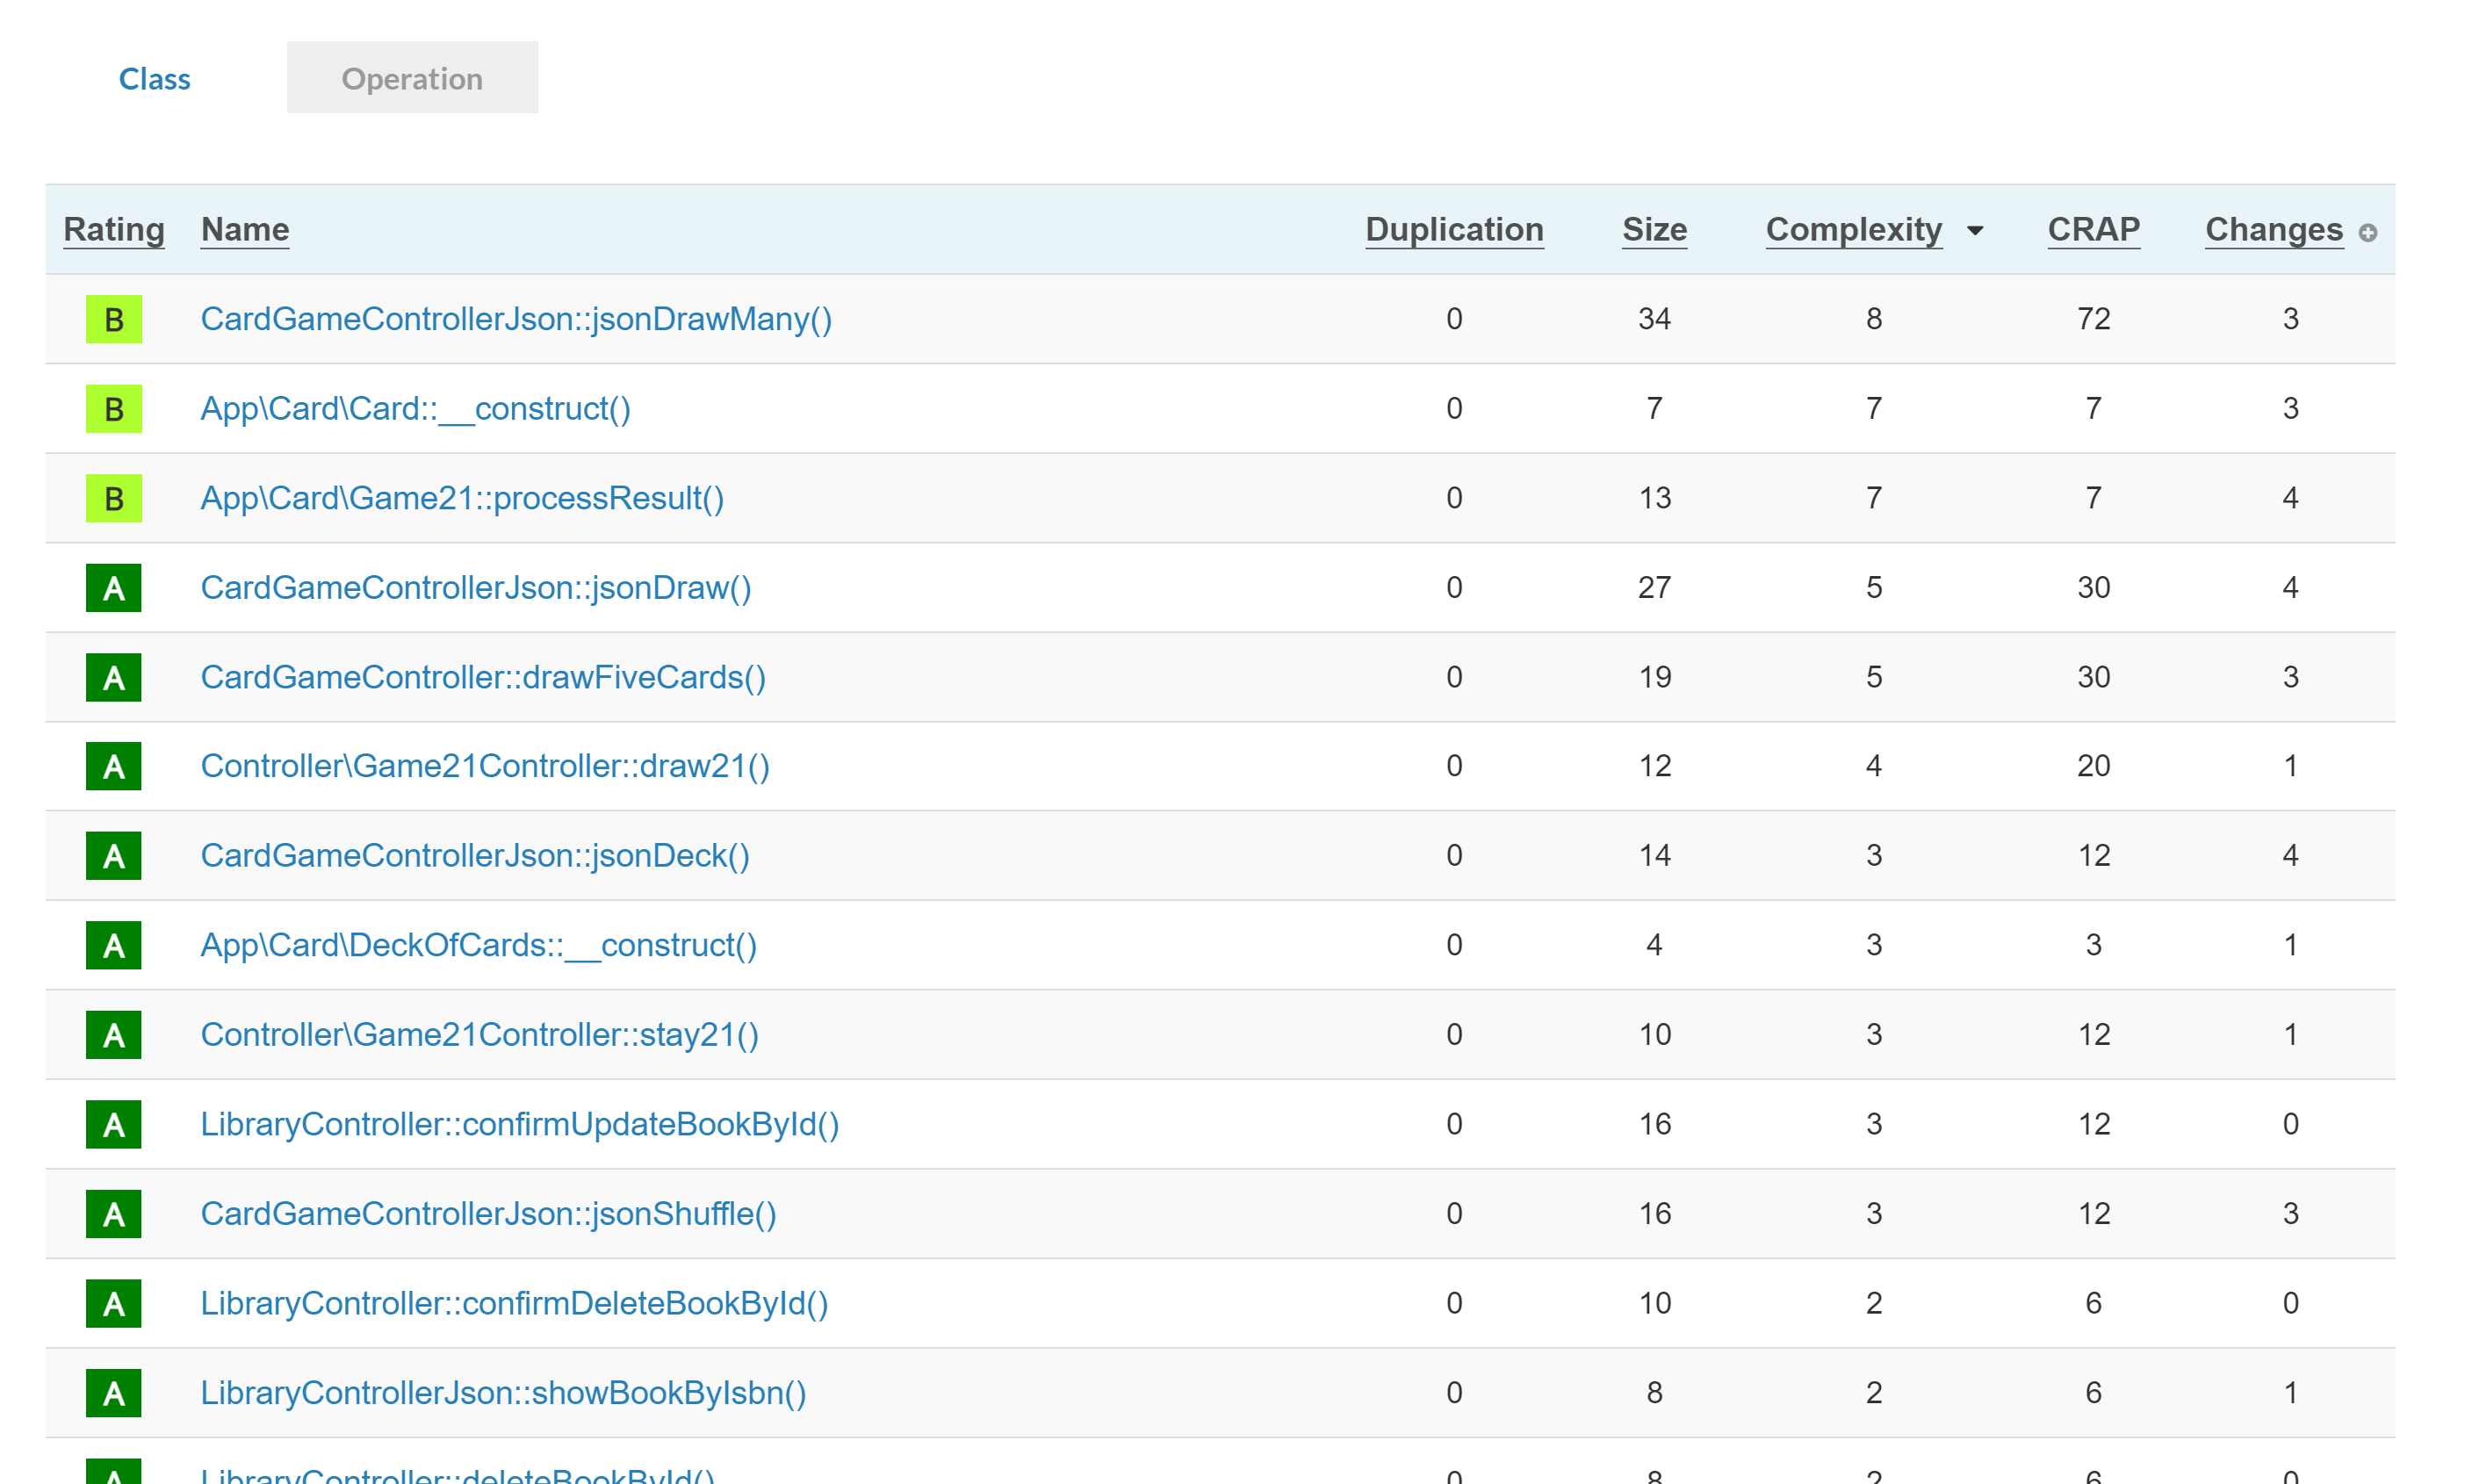 Class Operation
Rating Name Duplication Size Complexity CRAP Changes
B CardGameControllerJson::jsonDrawMany() 0 34 8 72 3
B App\Card\Card::__construct() 0 7 7 7 3
B App\Card\Game21::processResult() 0 13 7 7 4
A CardGameControllerJson::jsonDraw() 0 27 5 30 4
A CardGameController::drawFiveCards() 0 19 5 30 3
A Controller\Game21Controller::draw21() 0 12 4 20 1
A CardGameControllerJson::jsonDeck() 0 14 3 12 4
A App\Card\DeckOfCards::__construct() 0 4 3 3 1
A Controller\Game21Controller::stay21() 0 10 3 12 1
A LibraryController::confirmUpdateBookById() 0 16 3 12 0
A CardGameControllerJson::jsonShuffle() 0 16 3 12 3
A LibraryController::confirmDeleteBookById() 0 10 2 6 0
A LibraryControllerJson::showBookByIsbn() 0 8 2 6 1
A LibraryController::deleteBookById() 0 8 2 6 0